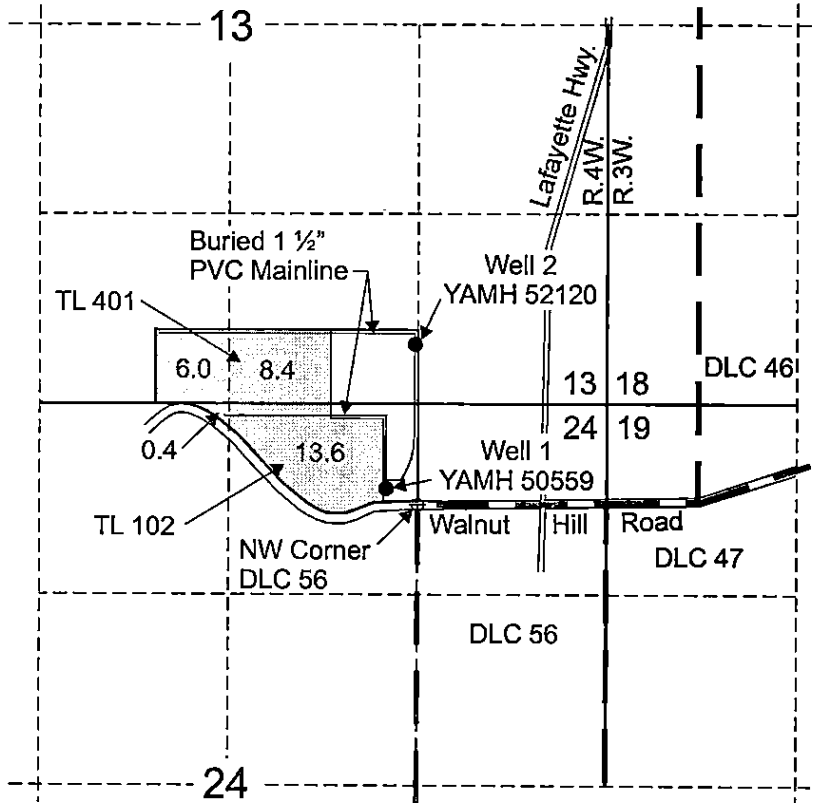 13
Lafayette Hwy.
R.4W.
R.3W.
Buried 1 ½”
PVC Mainline
Well 2
YAMH 52120
TL 401
6.0
8.4
DLC 46
13
18
24
19
0.4
13.6
Well 1
YAMH 50559
TL 102
Walnut Hill Road
NW Corner
DLC 56
DLC 47
DLC 56
24